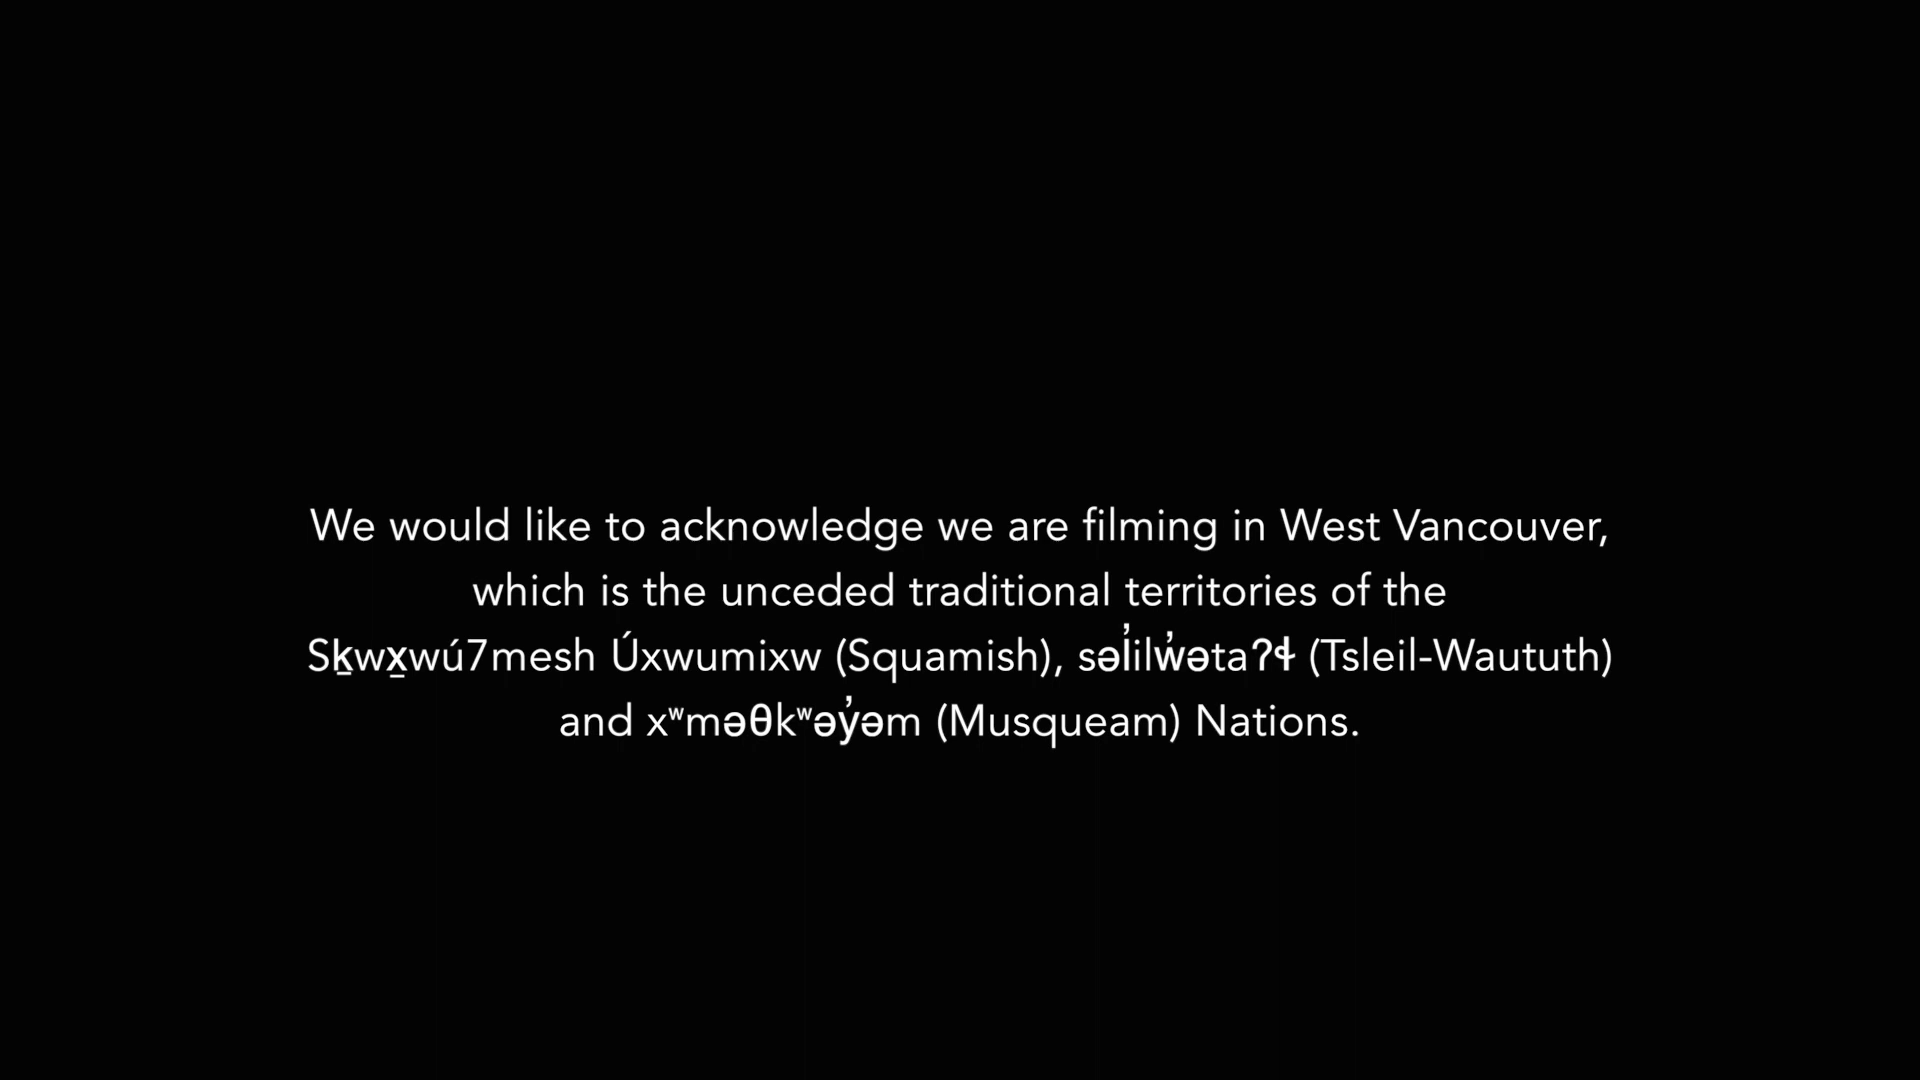 We would like to acknowledge we are filming in West Vancouver,
which is the unceded traditional territories of the
Sḵwx̱wú7mesh Úxwumixw (Squamish), səl̓ilw̓ətaʔɬ (Tsleil-Waututh)
and xʷməθkʷəy̓əm (Musqueam) Nations.